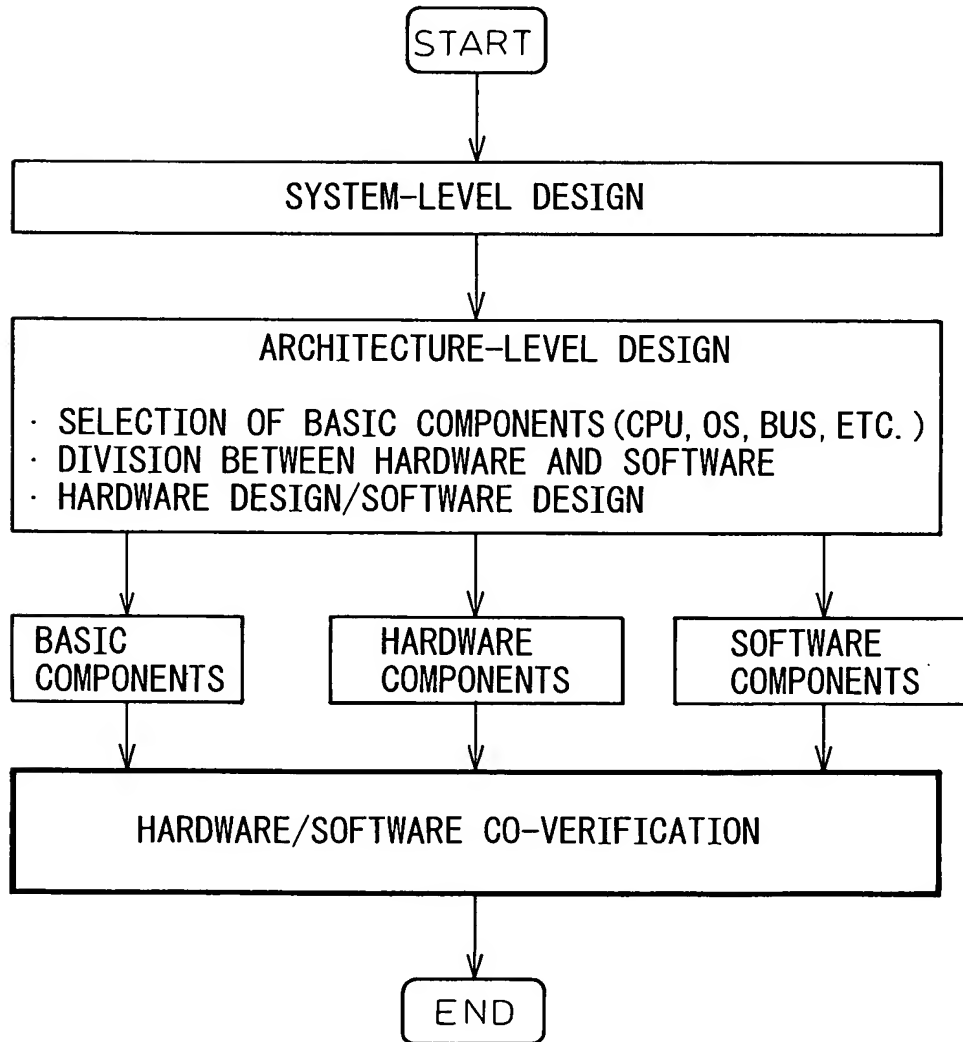 START
SYSTEM-LEVEL DESIGN
ARCHITECTURE-LEVEL DESIGN
· SELECTION OF BASIC COMPONENTS (CPU, OS, BUS, ETC.)
· DIVISION BETWEEN HARDWARE AND SOFTWARE
· HARDWARE DESIGN/SOFTWARE DESIGN
BASIC
COMPONENTS
HARDWARE
COMPONENTS
SOFTWARE
COMPONENTS
HARDWARE/SOFTWARE CO-VERIFICATION
END